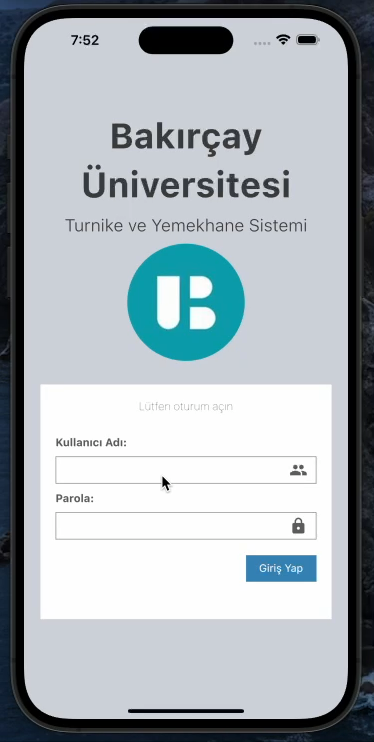 7:52
Bakırçay
Üniversitesi
Turnike ve Yemekhane Sistemi
Lütfen oturum açın
Kullanıcı Adı:
Parola:
Giriş Yap